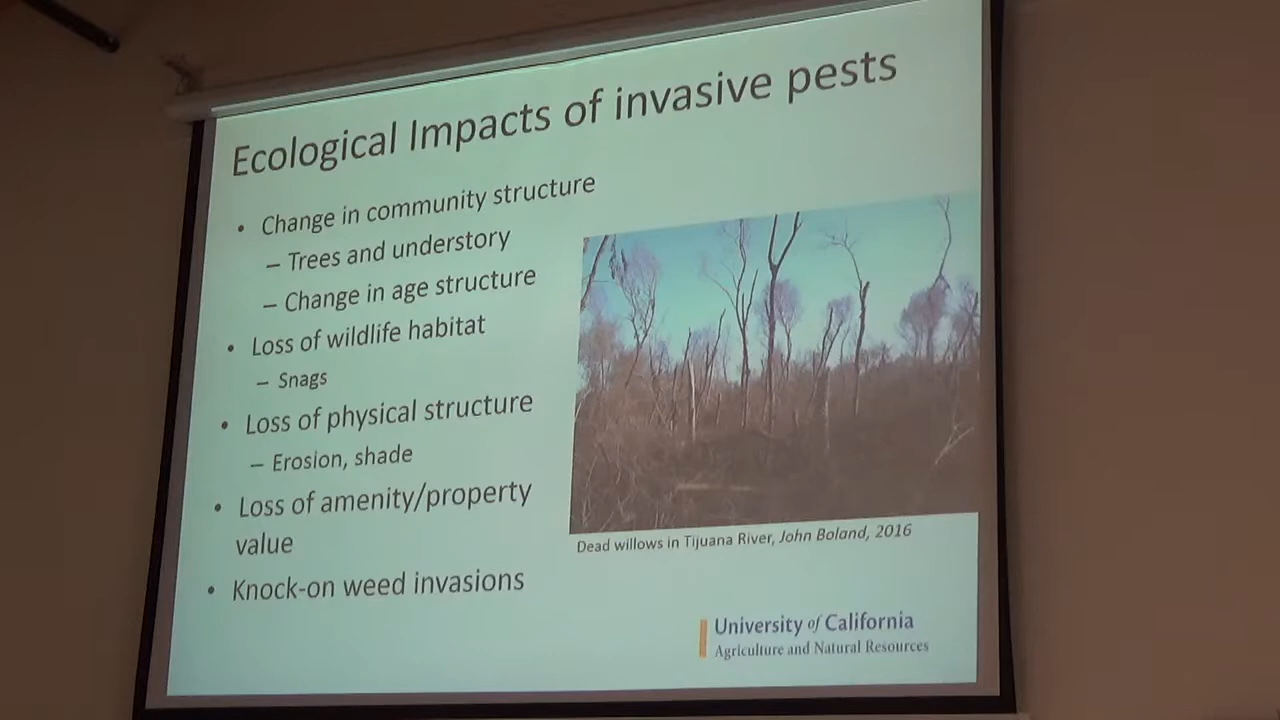 Ecological Impacts of invasive pests
• Change in community structure
– Trees and understory
– Change in age structure
• Loss of wildlife habitat
– Snags
• Loss of physical structure
– Erosion, shade
• Loss of amenity/property
value
• Knock-on weed invasions
Dead willows in Tijuana River, John Boland, 2016
University of California
Agriculture and Natural Resources